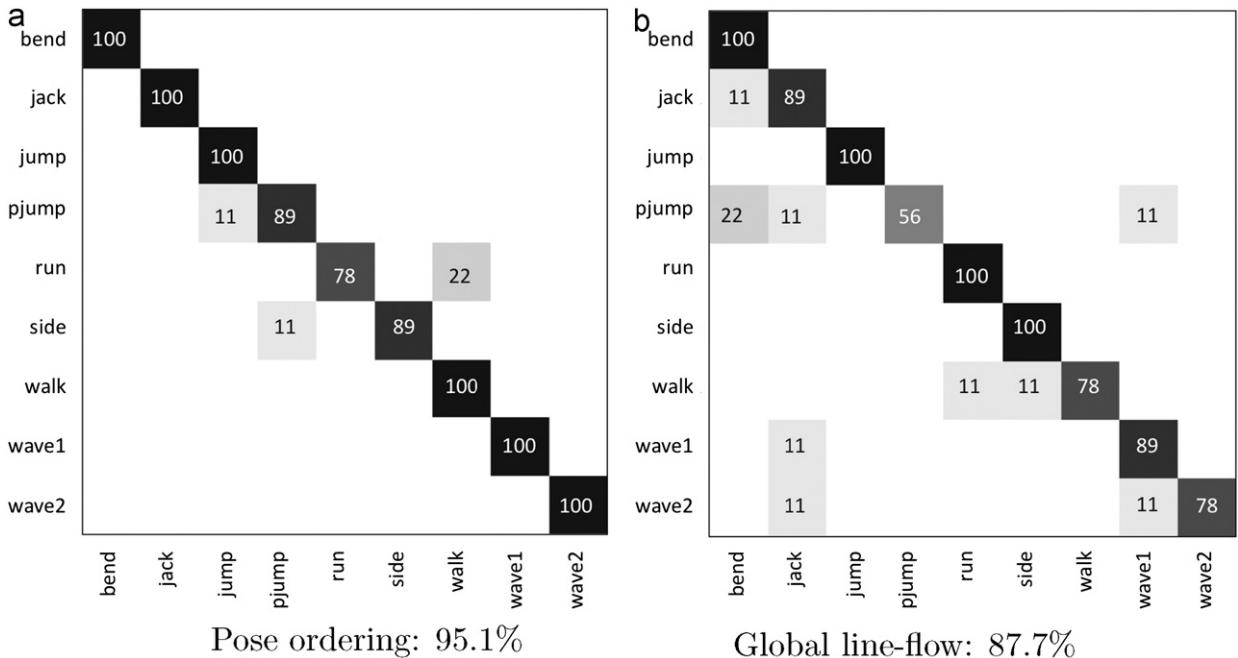 a
bend 100
jack 100
jump 100
pjump 11 89
run 78 22
side 11 89
walk 100
wave1 100
wave2 100
bend jack jump pjump run side walk wave1 wave2
Pose ordering: 95.1%
b
bend 100
jack 11 89
jump 100
pjump 22 11 56 11
run 100
side 100
walk 11 11 78
wave1 11 89
wave2 11 11 78
bend jack jump pjump run side walk wave1 wave2
Global line-flow: 87.7%